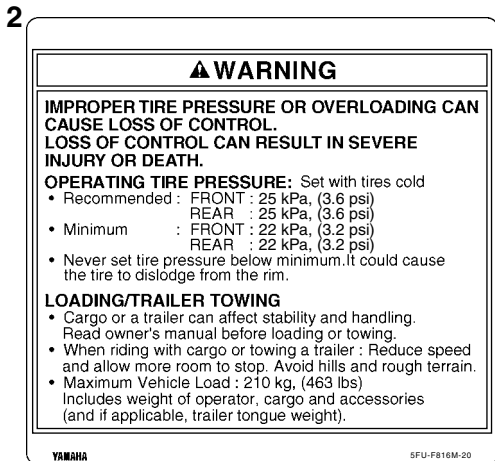 2
⚠WARNING
IMPROPER TIRE PRESSURE OR OVERLOADING CAN
CAUSE LOSS OF CONTROL.
LOSS OF CONTROL CAN RESULT IN SEVERE
INJURY OR DEATH.
OPERATING TIRE PRESSURE: Set with tires cold
• Recommended : FRONT : 25 kPa, (3.6 psi)
REAR : 25 kPa, (3.6 psi)
• Minimum : FRONT : 22 kPa, (3.2 psi)
REAR : 22 kPa, (3.2 psi)
• Never set tire pressure below minimum.It could cause
the tire to dislodge from the rim.
LOADING/TRAILER TOWING
• Cargo or a trailer can affect stability and handling.
Read owner's manual before loading or towing.
• When riding with cargo or towing a trailer : Reduce speed
and allow more room to stop. Avoid hills and rough terrain.
• Maximum Vehicle Load : 210 kg, (463 lbs)
Includes weight of operator, cargo and accessories
(and if applicable, trailer tongue weight).
YAMAHA 5FU-F816M-20